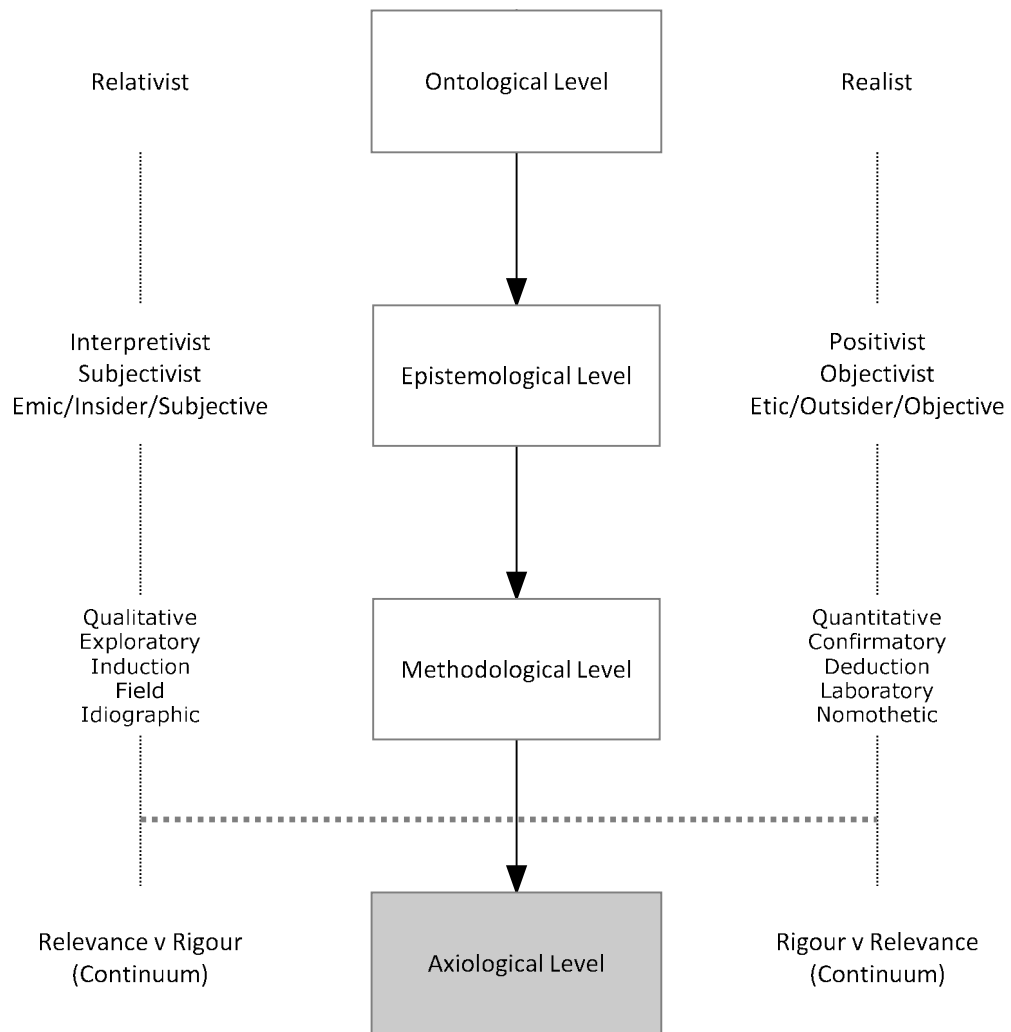 Relativist
Ontological Level
Realist
Interpretivist
Subjectivist
Emic/Insider/Subjective
Epistemological Level
Positivist
Objectivist
Etic/Outsider/Objective
Qualitative
Exploratory
Induction
Field
Idiographic
Methodological Level
Quantitative
Confirmatory
Deduction
Laboratory
Nomothetic
Relevance v Rigour
(Continuum)
Axiological Level
Rigour v Relevance
(Continuum)